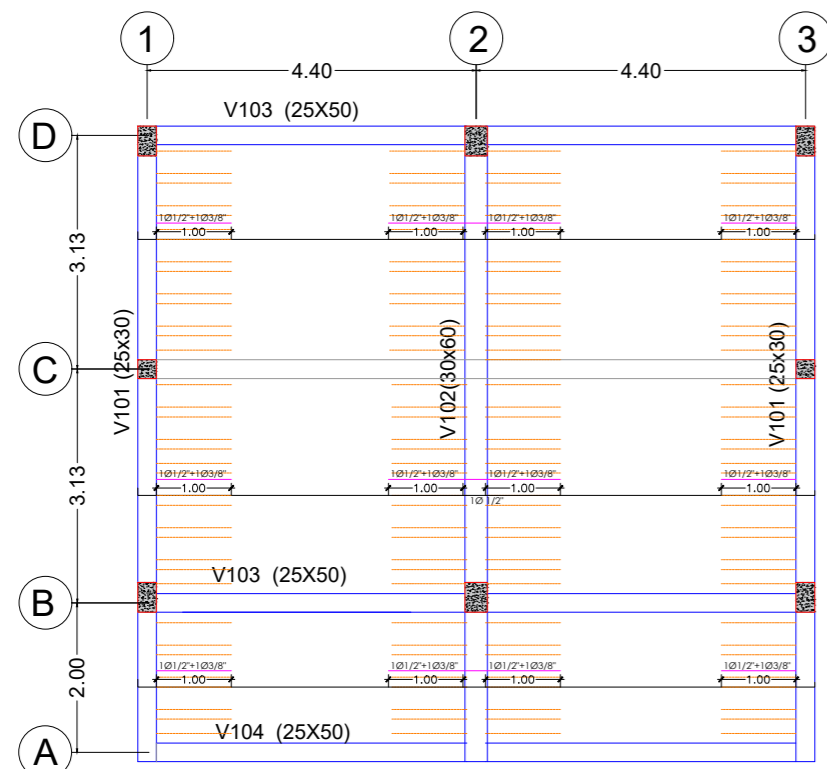 1
2
3
4.40
4.40
V103 (25X50)
D
1Ø1/2"+1Ø3/8"
1Ø1/2"+1Ø3/8"
1Ø1/2"+1Ø3/8"
1Ø1/2"+1Ø3/8"
1.00
1.00
1.00
1.00
3.13
V101 (25x30)
V102(30x60)
V101 (25x30)
C
3.13
1Ø1/2"+1Ø3/8"
1Ø1/2"+1Ø3/8"
1Ø1/2"+1Ø3/8"
1Ø1/2"+1Ø3/8"
1.00
1.00
1.00
1.00
1Ø 1/2"
V103 (25X50)
B
2.00
1Ø1/2"+1Ø3/8"
1Ø1/2"+1Ø3/8"
1Ø1/2"+1Ø3/8"
1Ø1/2"+1Ø3/8"
1.00
1.00
1.00
1.00
V104 (25X50)
A